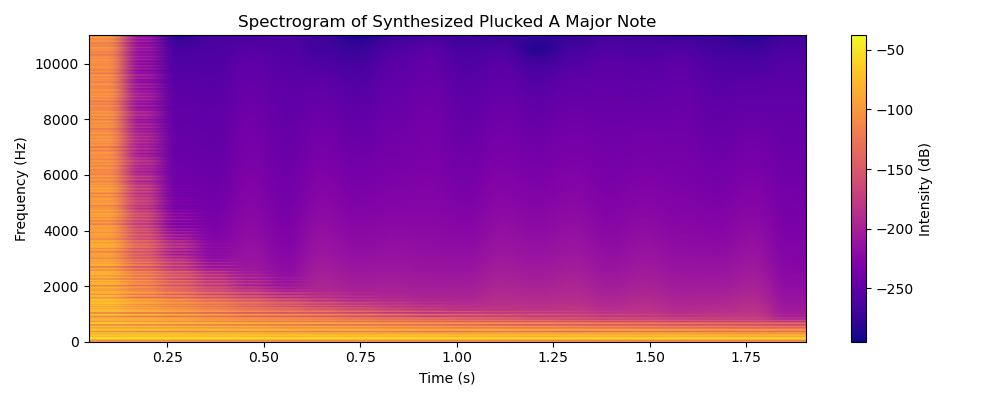 Spectrogram of Synthesized Plucked A Major Note
Frequency (Hz)
10000
8000
6000
4000
2000
0
0.25 0.50 0.75 1.00 1.25 1.50 1.75
Time (s)
−50
−100
−150
−200
−250
Intensity (dB)